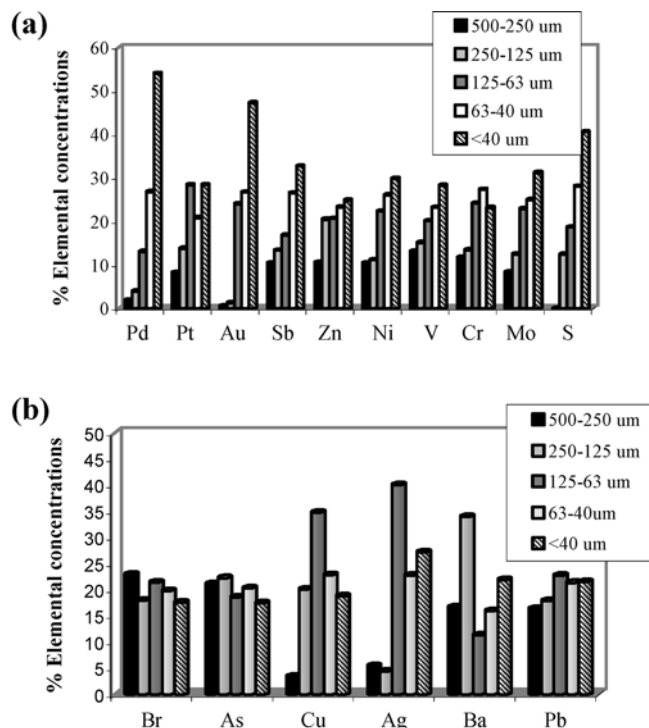 (a)
% Elemental concentrations
60
50
40
30
20
10
0
500-250 um
250-125 um
125-63 um
63-40 um
<40 um
Pd Pt Au Sb Zn Ni V Cr Mo S
(b)
% Elemental concentrations
50
45
40
35
30
25
20
15
10
5
0
500-250 um
250-125 um
125-63 um
63-40um
<40 um
Br As Cu Ag Ba Pb